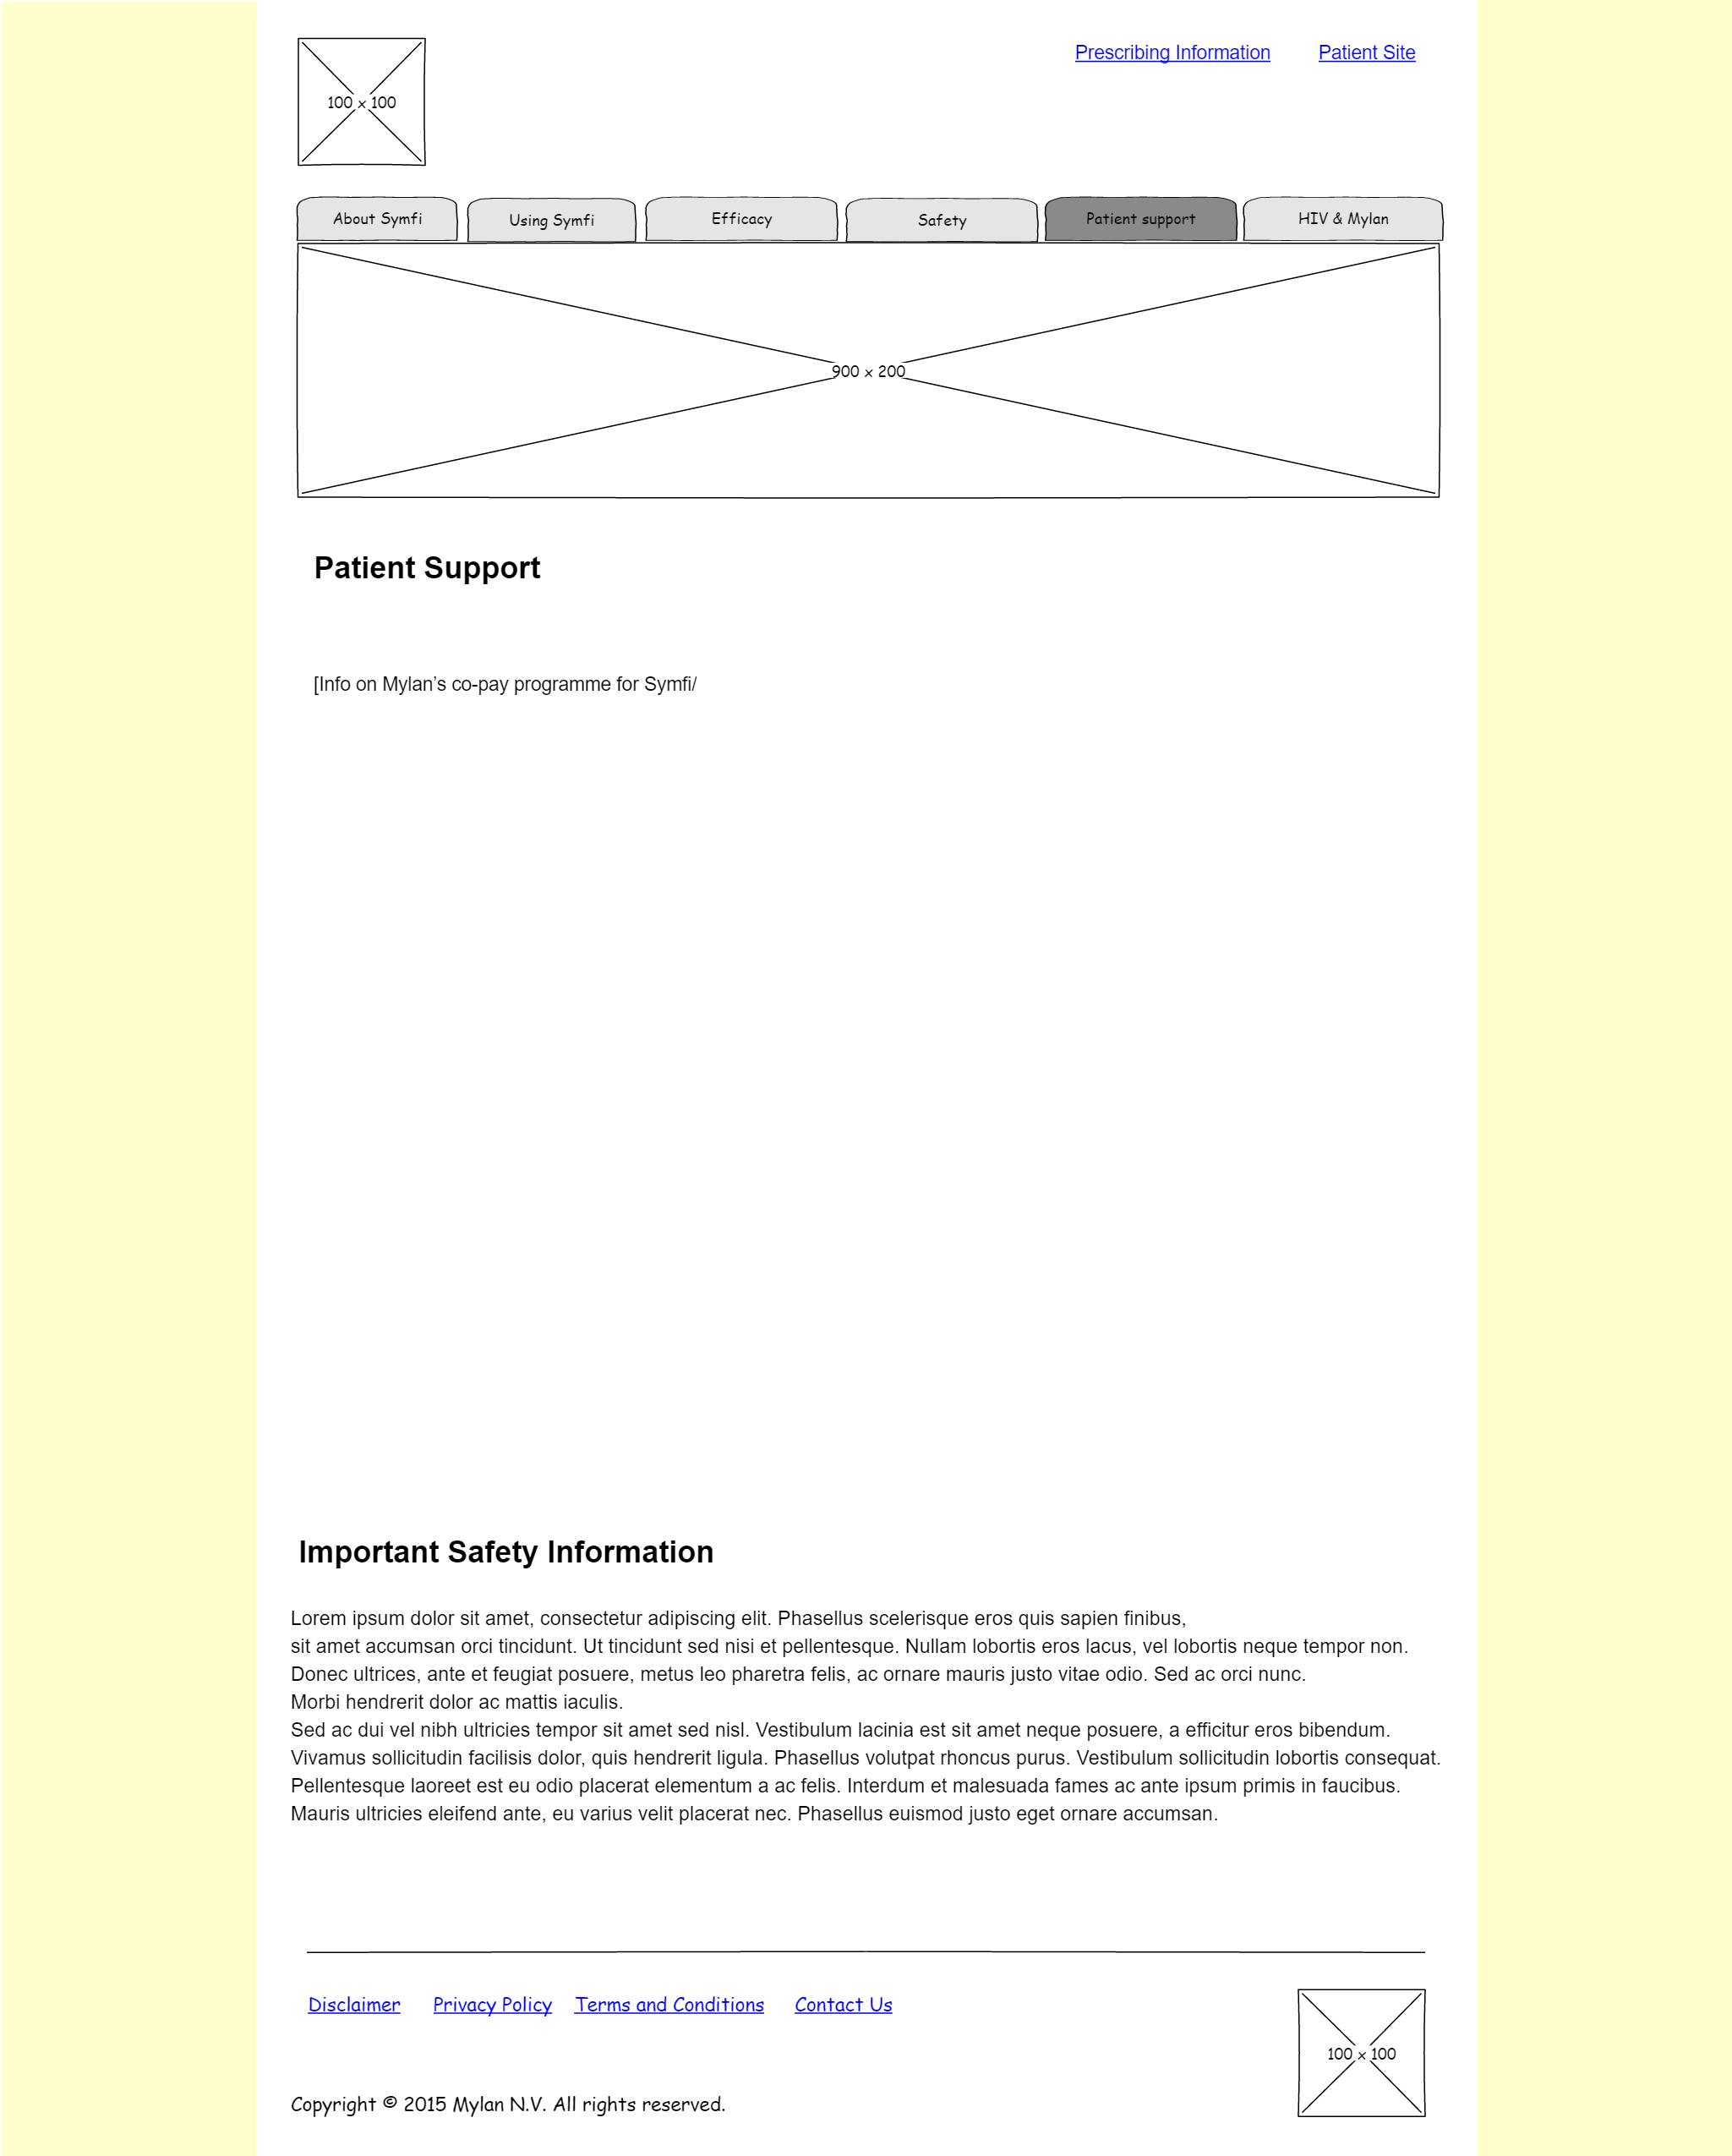 Prescribing Information Patient Site
100 x 100
About Symfi Using Symfi Efficacy Safety Patient support HIV & Mylan
900 x 200
Patient Support
[Info on Mylan’s co-pay programme for Symfi/
Important Safety Information
Lorem ipsum dolor sit amet, consectetur adipiscing elit. Phasellus scelerisque eros quis sapien finibus,
sit amet accumsan orci tincidunt. Ut tincidunt sed nisi et pellentesque. Nullam lobortis eros lacus, vel lobortis neque tempor non.
Donec ultrices, ante et feugiat posuere, metus leo pharetra felis, ac ornare mauris justo vitae odio. Sed ac orci nunc.
Morbi hendrerit dolor ac mattis iaculis.
Sed ac dui vel nibh ultricies tempor sit amet sed nisl. Vestibulum lacinia est sit amet neque posuere, a efficitur eros bibendum.
Vivamus sollicitudin facilisis dolor, quis hendrerit ligula. Phasellus volutpat rhoncus purus. Vestibulum sollicitudin lobortis consequat.
Pellentesque laoreet est eu odio placerat elementum a ac felis. Interdum et malesuada fames ac ante ipsum primis in faucibus.
Mauris ultricies eleifend ante, eu varius velit placerat nec. Phasellus euismod justo eget ornare accumsan.
Disclaimer Privacy Policy Terms and Conditions Contact Us
100 x 100
Copyright © 2015 Mylan N.V. All rights reserved.